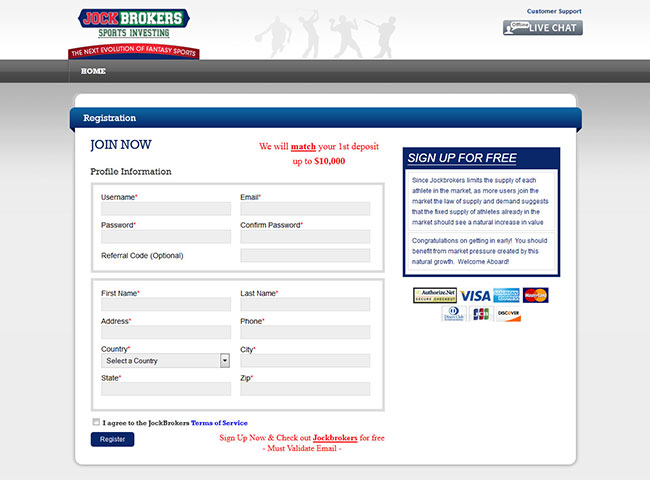 JOCK BROKERS
SPORTS INVESTING
THE NEXT EVOLUTION OF FANTASY SPORTS
Customer Support
Offline LIVE CHAT
HOME
Registration
JOIN NOW
We will match your 1st deposit
up to $10,000
Profile Information
Username* Email*
Password* Confirm Password*
Referral Code (Optional)
First Name* Last Name*
Address* Phone*
Country* City*
Select a Country
State* Zip*
I agree to the JockBrokers Terms of Service
Register
Sign Up Now & Check out Jockbrokers for free
- Must Validate Email -
SIGN UP FOR FREE
Since Jockbrokers limits the supply of each
athlete in the market, as more users join the
market the law of supply and demand suggests
that the fixed supply of athletes already in the
market should see a natural increase in value
Congratulations on getting in early! You should
benefit from market pressure created by this
natural growth. Welcome Aboard!
Authorize.Net
SECURE CHECKOUT
VISA
AMERICAN EXPRESS
MasterCard
Diners Club
JCB
DISCOVER